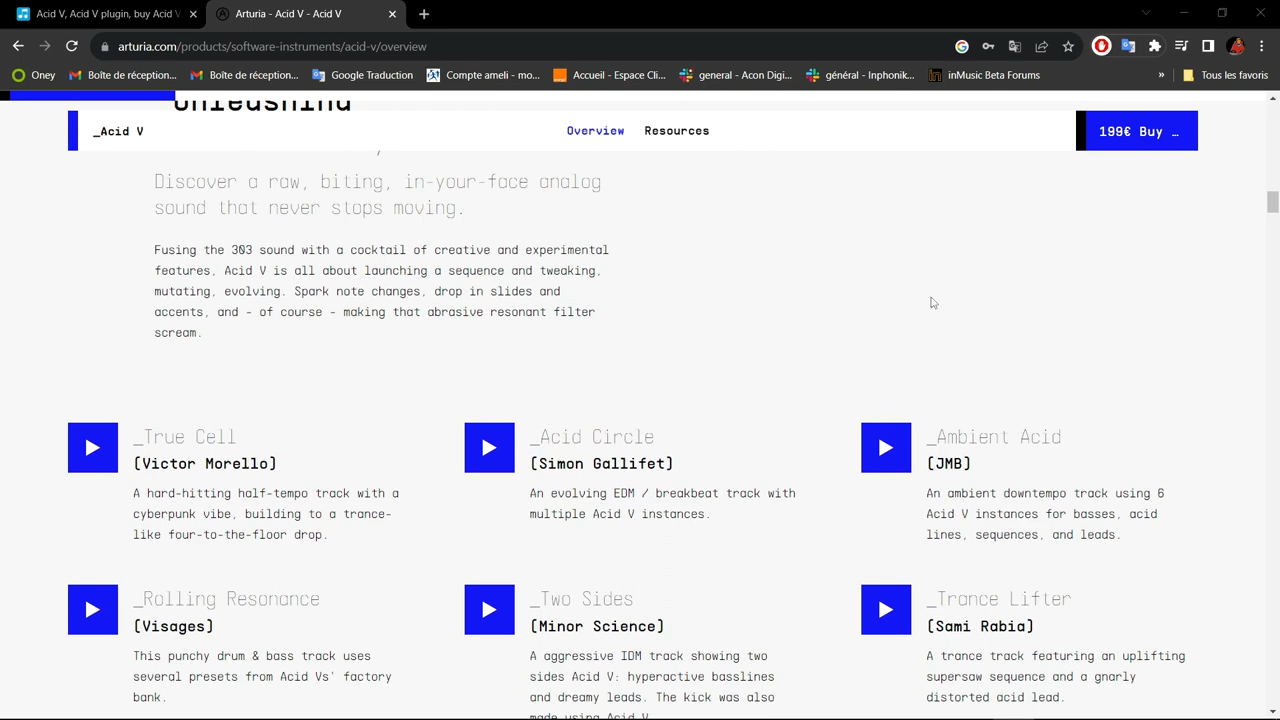 Acid V, Acid V plugin, buy Acid V
Arturia - Acid V - Acid V
arturia.com/products/software-instruments/acid-v/overview
Oney
Boîte de réception...
Boîte de réception...
Google Traduction
Compte ameli - mo...
Accueil - Espace Cli...
general - Acon Digi...
général - Inphonik...
inMusic Beta Forums
»
Tous les favoris
Unleashing
_Acid V
Overview
Resources
199€ Buy …
Discover a raw, biting, in-your-face analog
sound that never stops moving.
Fusing the 303 sound with a cocktail of creative and experimental
features, Acid V is all about launching a sequence and tweaking,
mutating, evolving. Spark note changes, drop in slides and
accents, and - of course - making that abrasive resonant filter
scream.
_True Cell
(Victor Morello)
A hard-hitting half-tempo track with a
cyberpunk vibe, building to a trance-
like four-to-the-floor drop.
_Acid Circle
(Simon Gallifet)
An evolving EDM / breakbeat track with
multiple Acid V instances.
_Ambient Acid
(JMB)
An ambient downtempo track using 6
Acid V instances for basses, acid
lines, sequences, and leads.
_Rolling Resonance
(Visages)
This punchy drum & bass track uses
several presets from Acid Vs' factory
bank.
_Two Sides
(Minor Science)
A aggressive IDM track showing two
sides Acid V: hyperactive basslines
and dreamy leads. The kick was also
made using Acid V.
_Trance Lifter
(Sami Rabia)
A trance track featuring an uplifting
supersaw sequence and a gnarly
distorted acid lead.